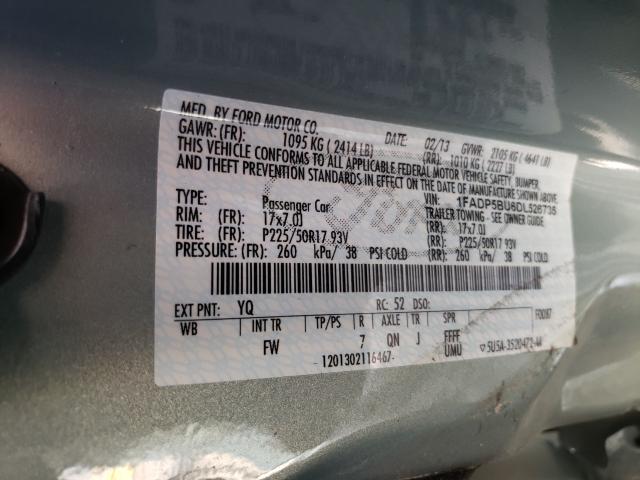 MFD. BY FORD MOTOR CO.
DATE: 02/13 GVWR: 2105 KG ( 4641 LB)
GAWR: (FR): 1095 KG ( 2414 LB) (RR): 1010 KG ( 2227 LB)
THIS VEHICLE CONFORMS TO ALL APPLICABLE FEDERAL MOTOR VEHICLE SAFETY, BUMPER,
AND THEFT PREVENTION STANDARDS IN EFFECT ON THE DATE OF MANUFACTURE SHOWN ABOVE.
VIN: 1FADP5BU6DL526735
TYPE: Passenger Car TRAILER TOWING - SEE OWNER GUIDE
RIM: (FR): 17x7.0J (RR): 17x7.0J
TIRE: (FR): P225/50R17 93V (RR): P225/50R17 93V
PRESSURE: (FR): 260 kPa/ 38 PSI COLD (RR): 260 kPa/ 38 PSI COLD
Ford
EXT PNT: YQ RC: 52 DSO:
WB INT TR TP/PS R AXLE TR SPR
FW 7 QN J FFFF
UMU
-1201302116467-
5U5A-3520472-AA